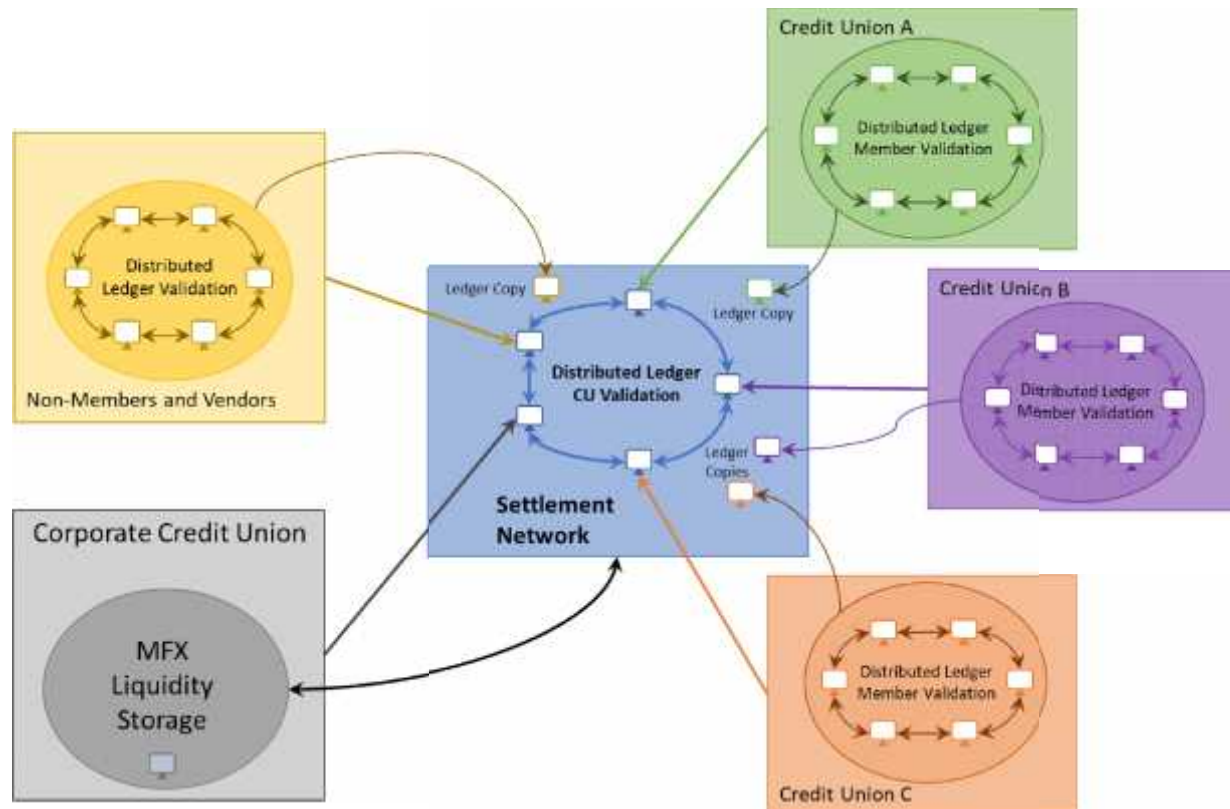 Credit Union A
Distributed Ledger
Member Validation
Distributed
Ledger Validation
Non-Members and Vendors
Ledger Copy
Ledger Copy
Credit Union B
Distributed Ledger
Member Validation
Distributed Ledger
CU Validation
Ledger
Copies
Settlement
Network
Corporate Credit Union
MFX
Liquidity
Storage
Distributed Ledger
Member Validation
Credit Union C